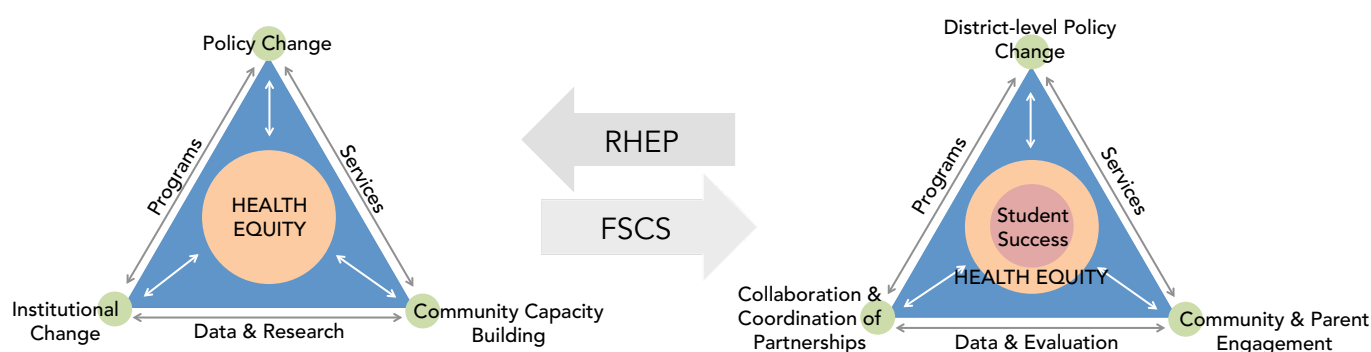 Policy Change
Programs
Services
HEALTH
EQUITY
Institutional
Change
Data & Research
Community Capacity
Building
RHEP
FSCS
District-level Policy
Change
Programs
Services
Student
Success
HEALTH EQUITY
Collaboration &
Coordination of
Partnerships
Data & Evaluation
Community & Parent
Engagement